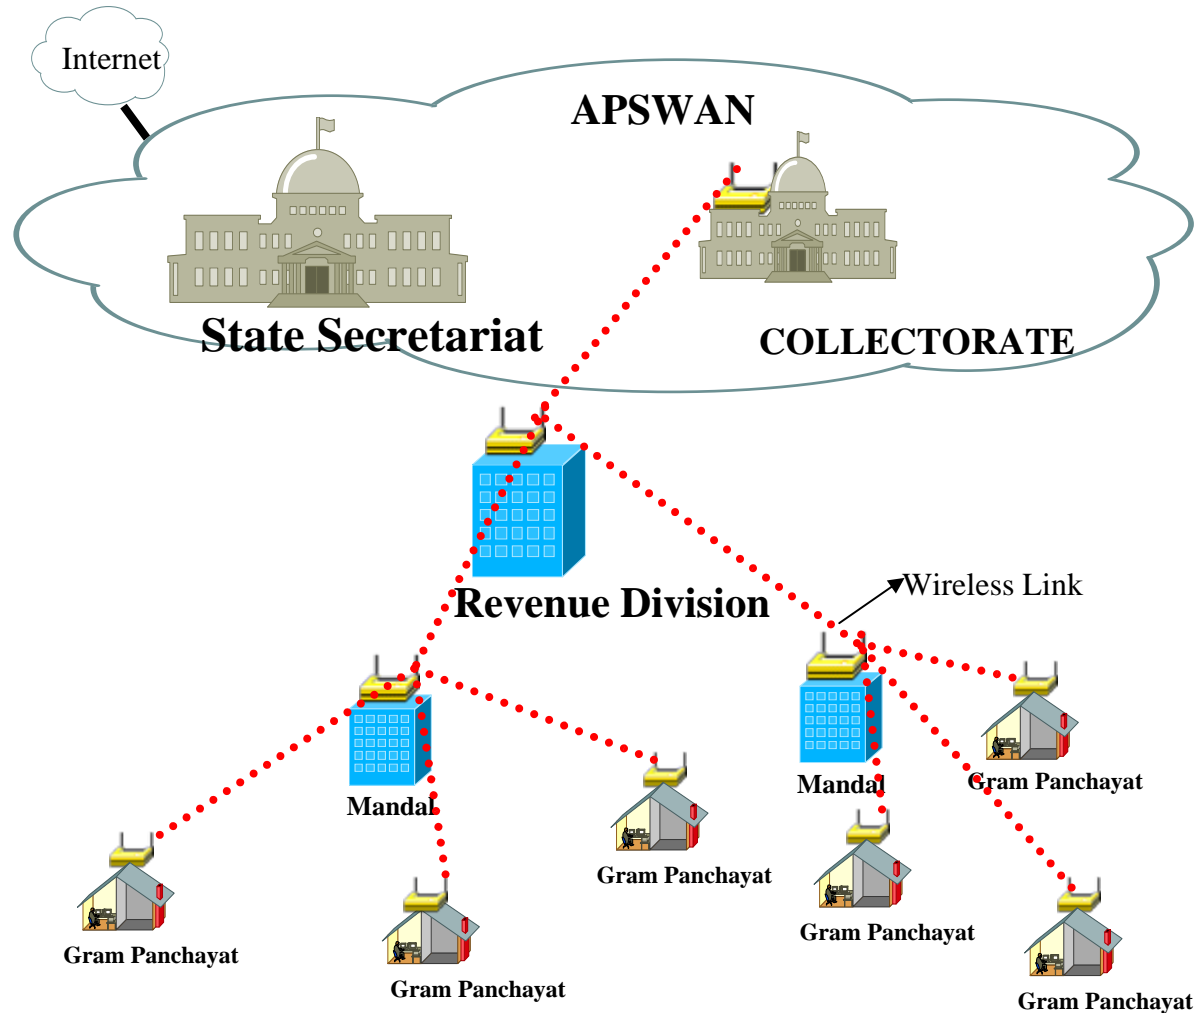 Internet
APSWAN
State Secretariat
COLLECTORATE
Wireless Link
Revenue Division
Mandal
Mandal
Gram Panchayat
Gram Panchayat
Gram Panchayat
Gram Panchayat
Gram Panchayat
Gram Panchayat